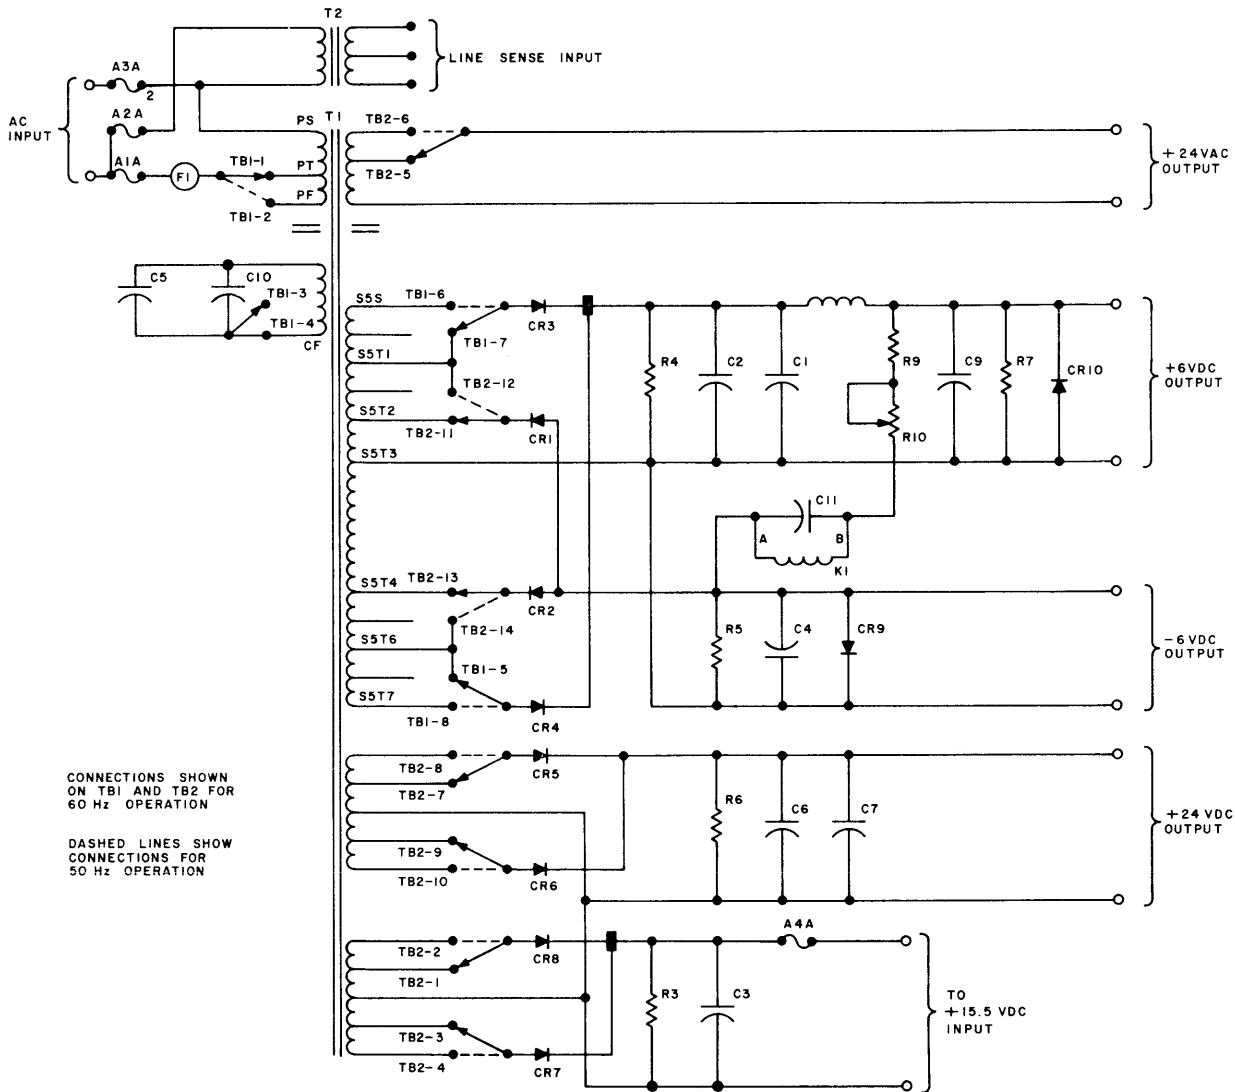 T2
LINE SENSE INPUT
A3A
2
A2A
AC
INPUT
A1A
F1
TB1-1
TB1-2
PS
T1
PT
PF
TB2-6
TB2-5
+24VAC
OUTPUT
C5
C10
TB1-3
TB1-4
CF
S5S
TB1-6
CR3
TB1-7
S5T1
TB2-12
S5T2
TB2-11
CR1
S5T3
R4
C2
C1
R9
R10
C9
R7
CR10
+6VDC
OUTPUT
C11
A
B
K1
S5T4
TB2-13
CR2
TB2-14
S5T6
TB1-5
S5T7
TB1-8
CR4
R5
C4
CR9
-6VDC
OUTPUT
TB2-8
CR5
TB2-7
TB2-9
TB2-10
CR6
R6
C6
C7
+24VDC
OUTPUT
CONNECTIONS SHOWN
ON TB1 AND TB2 FOR
60 Hz OPERATION
DASHED LINES SHOW
CONNECTIONS FOR
50 Hz OPERATION
TB2-2
CR8
TB2-1
TB2-3
TB2-4
CR7
R3
C3
A4A
TO
+15.5 VDC
INPUT